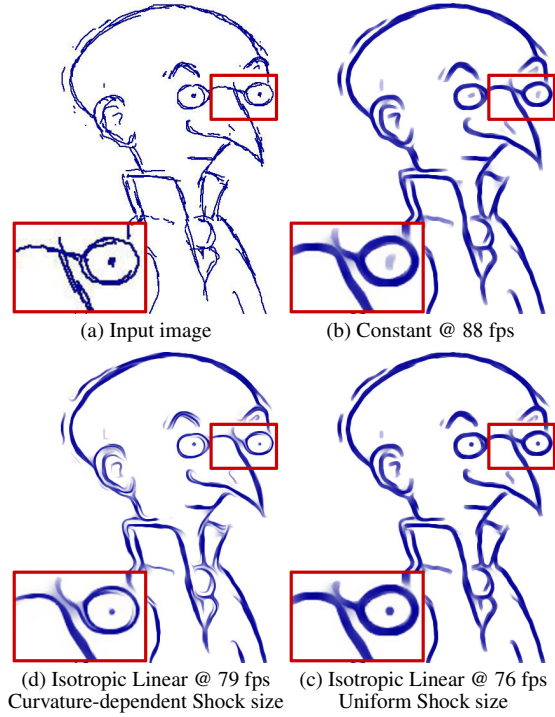 (a) Input image
(b) Constant @ 88 fps
(d) Isotropic Linear @ 79 fps
Curvature-dependent Shock size
(c) Isotropic Linear @ 76 fps
Uniform Shock size